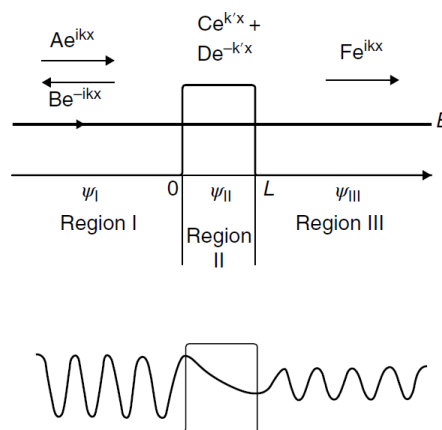 Ce^{k′x} +
De^{−k′x}
Ae^{ikx}
Be^{−ikx}
Fe^{ikx}
E
ψ_I 0 ψ_II L ψ_III
Region I Region II Region III